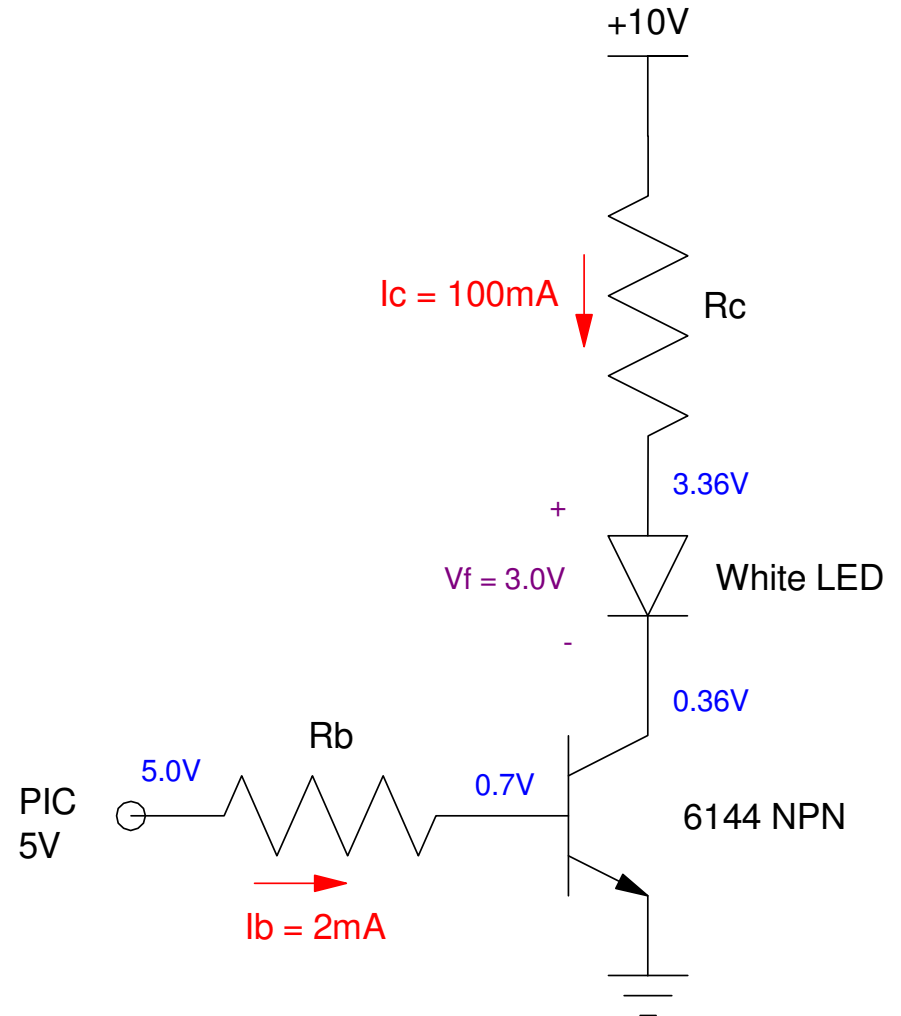 +10V
Ic = 100mA
Rc
3.36V
+
Vf = 3.0V
White LED
-
0.36V
Rb
5.0V
0.7V
PIC
5V
6144 NPN
Ib = 2mA